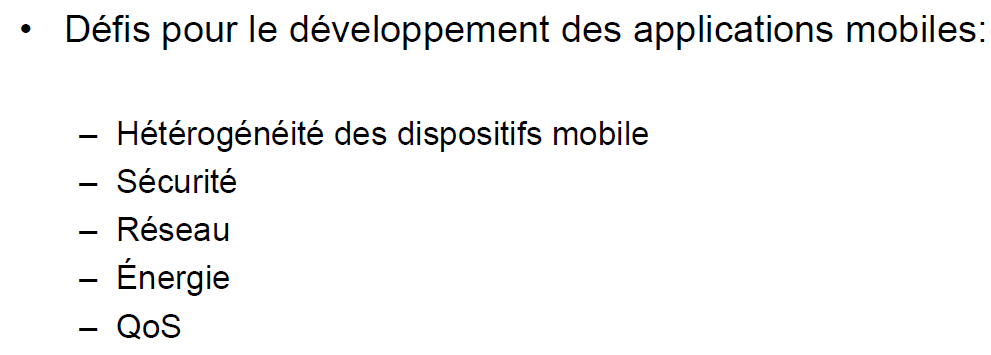 • Défis pour le développement des applications mobiles:
– Hétérogénéité des dispositifs mobile
– Sécurité
– Réseau
– Énergie
– QoS